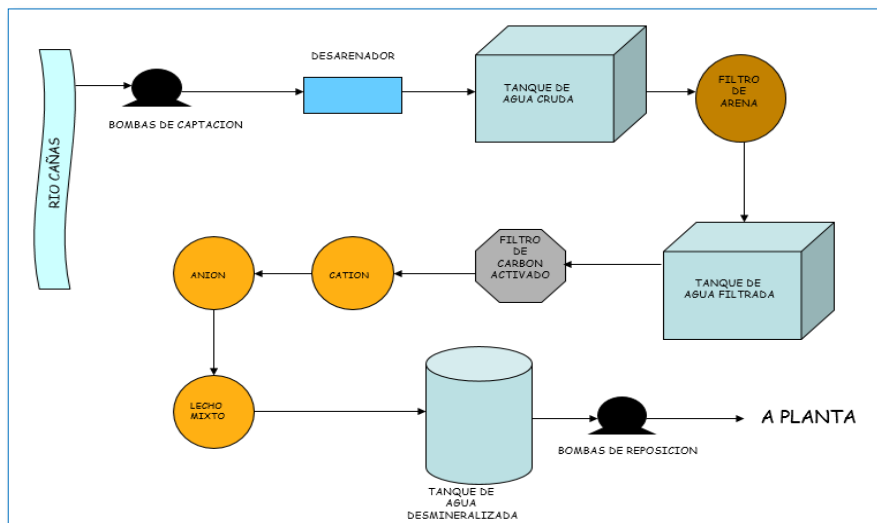 RIO CAÑAS
BOMBAS DE CAPTACION
DESARENADOR
TANQUE DE
AGUA CRUDA
FILTRO
DE
ARENA
TANQUE DE
AGUA FILTRADA
FILTRO
DE
CARBON
ACTIVADO
CATION
ANION
LECHO
MIXTO
TANQUE DE
AGUA
DESMINERALIZADA
BOMBAS DE REPOSICION
A PLANTA